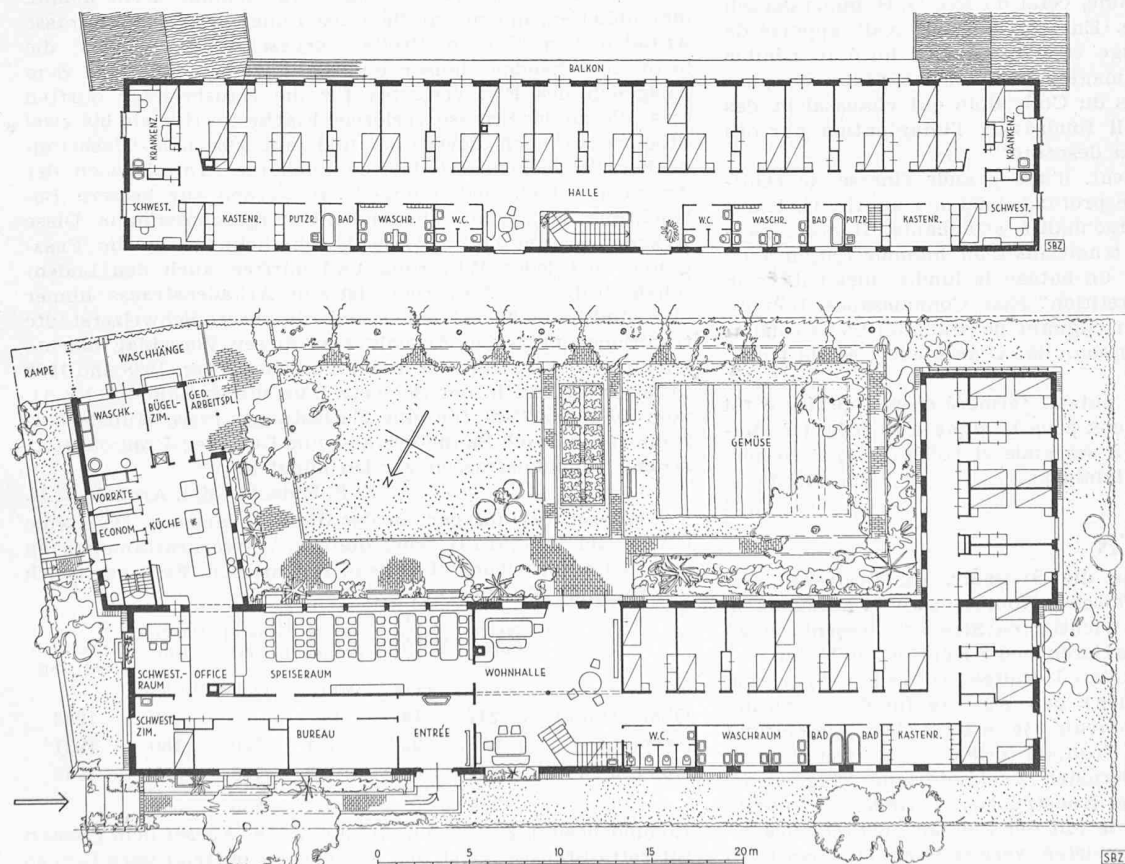 BALKON
KRANKENZ.
KRANKENZ.
HALLE
SCHWEST.
KASTENR.
PUTZR.
BAD
WASCHR.
W.C.
W.C.
WASCHR.
BAD
PUTZR.
KASTENR.
SCHWEST.
SBZ
WASCHHÄNGE
RAMPE
WASCHK.
BÜGEL-
ZIM.
GED.
ARBEITSPL.
GEMÜSE
N
VORRÄTE
ECONOM.
KÜCHE
SCHWEST.-
RAUM
OFFICE
SPEISERAUM
WOHNHALLE
SCHWEST.
ZIM.
BUREAU
ENTRÉE
W.C.
WASCHRAUM
BAD
BAD
KASTENR.
0 5 10 15 20 m
SBZ